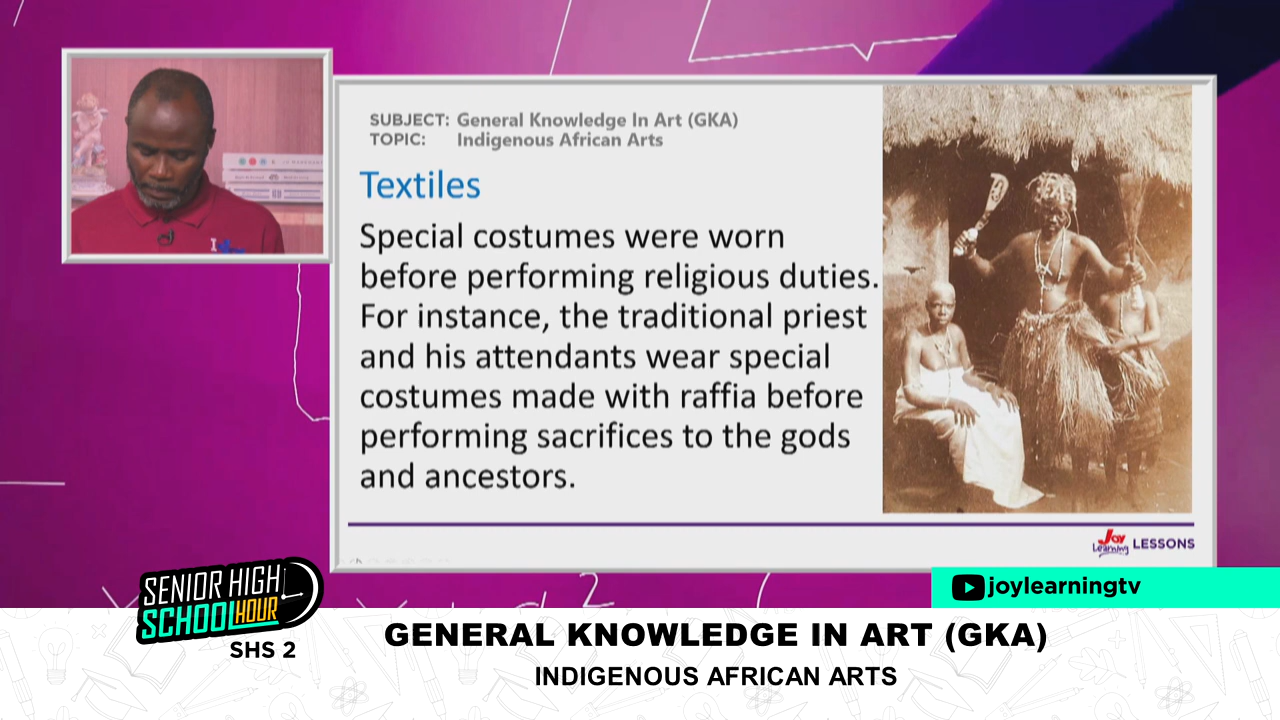 SUBJECT: General Knowledge In Art (GKA)
TOPIC: Indigenous African Arts
Textiles
Special costumes were worn
before performing religious duties.
For instance, the traditional priest
and his attendants wear special
costumes made with raffia before
performing sacrifices to the gods
and ancestors.
Joy
Learning LESSONS
joylearningtv
SENIOR HIGH
SCHOOL HOUR
SHS 2
GENERAL KNOWLEDGE IN ART (GKA)
INDIGENOUS AFRICAN ARTS